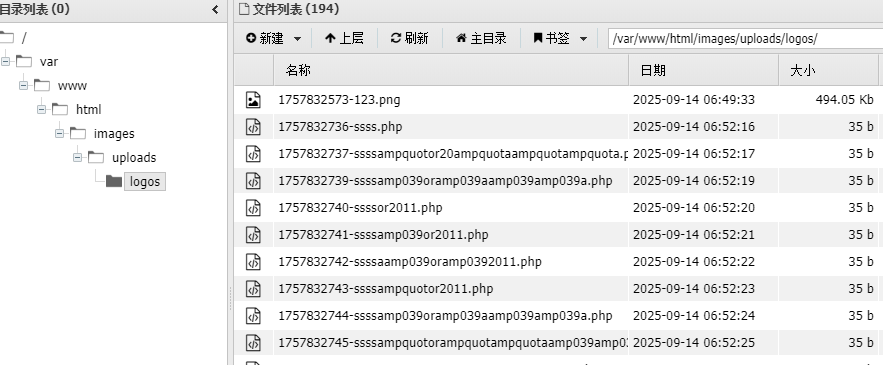 目录列表 (0)
/
var
www
html
images
uploads
logos
文件列表 (194)
新建 上层 刷新 主目录 书签 /var/www/html/images/uploads/logos/
名称 日期 大小
1757832573-123.png 2025-09-14 06:49:33 494.05 Kb
1757832736-ssss.php 2025-09-14 06:52:16 35 b
1757832737-ssssampquotor20ampquotaampquotampquota.p 2025-09-14 06:52:17 35 b
1757832739-ssssamp039oramp039aamp039amp039a.php 2025-09-14 06:52:19 35 b
1757832740-ssssor2011.php 2025-09-14 06:52:20 35 b
1757832741-ssssamp039or2011.php 2025-09-14 06:52:21 35 b
1757832742-ssssaamp039oramp0392011.php 2025-09-14 06:52:22 35 b
1757832743-ssssampquotor2011.php 2025-09-14 06:52:23 35 b
1757832744-ssssamp039oramp039aamp039amp039a.php 2025-09-14 06:52:24 35 b
1757832745-ssssampquotorampquotampquotaamp039amp03 2025-09-14 06:52:25 35 b